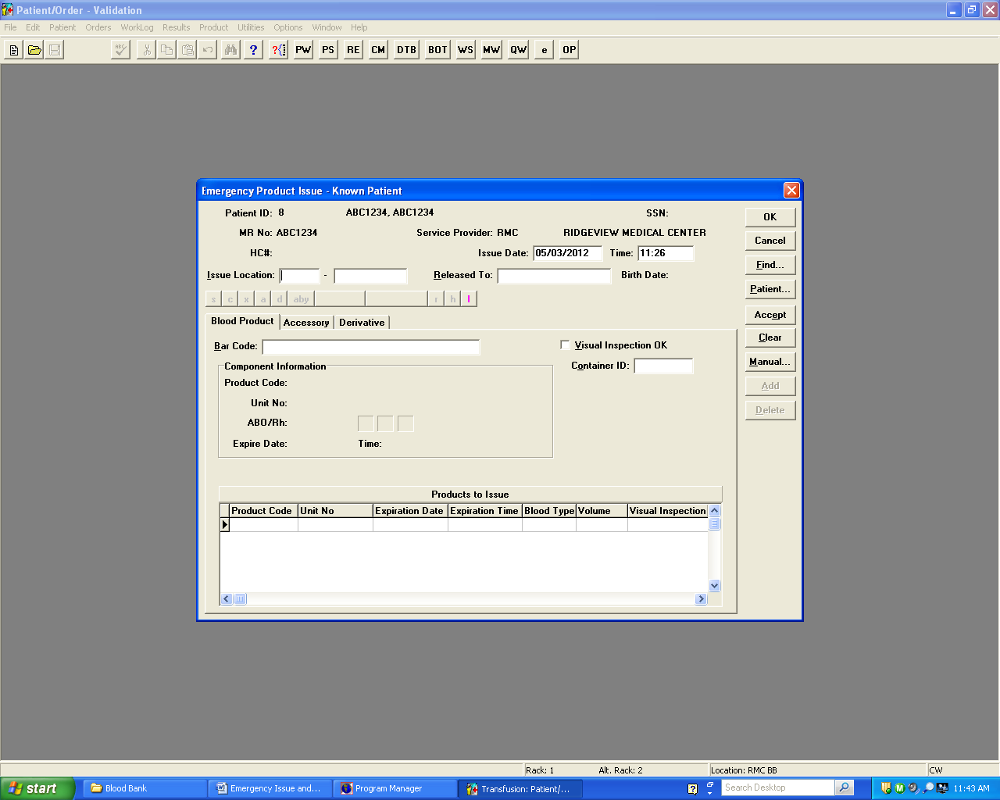 Patient/Order - Validation
File Edit Patient Orders WorkLog Results Product Utilities Options Window Help
ABC ? ?{ PW PS RE CM DTB BOT WS MW QW e OP
Emergency Product Issue - Known Patient
Patient ID: 8 ABC1234, ABC1234 SSN:
OK
MR No: ABC1234 Service Provider: RMC RIDGEVIEW MEDICAL CENTER
Cancel
HC#: Issue Date: 05/03/2012 Time: 11:26
Find...
Issue Location: - Released To: Birth Date:
Patient...
s c x a d aby r h I
Accept
Blood Product Accessory Derivative
Clear
Bar Code: Visual Inspection OK
Manual...
Component Information Container ID:
Product Code:
Add
Unit No:
Delete
ABO/Rh:
Expire Date: Time:
Products to Issue
Product Code Unit No Expiration Date Expiration Time Blood Type Volume Visual Inspection
Rack: 1 Alt. Rack: 2 Location: RMC BB CW
start Blood Bank Emergency Issue and... Program Manager Transfusion: Patient/... ? Search Desktop M 11:43 AM